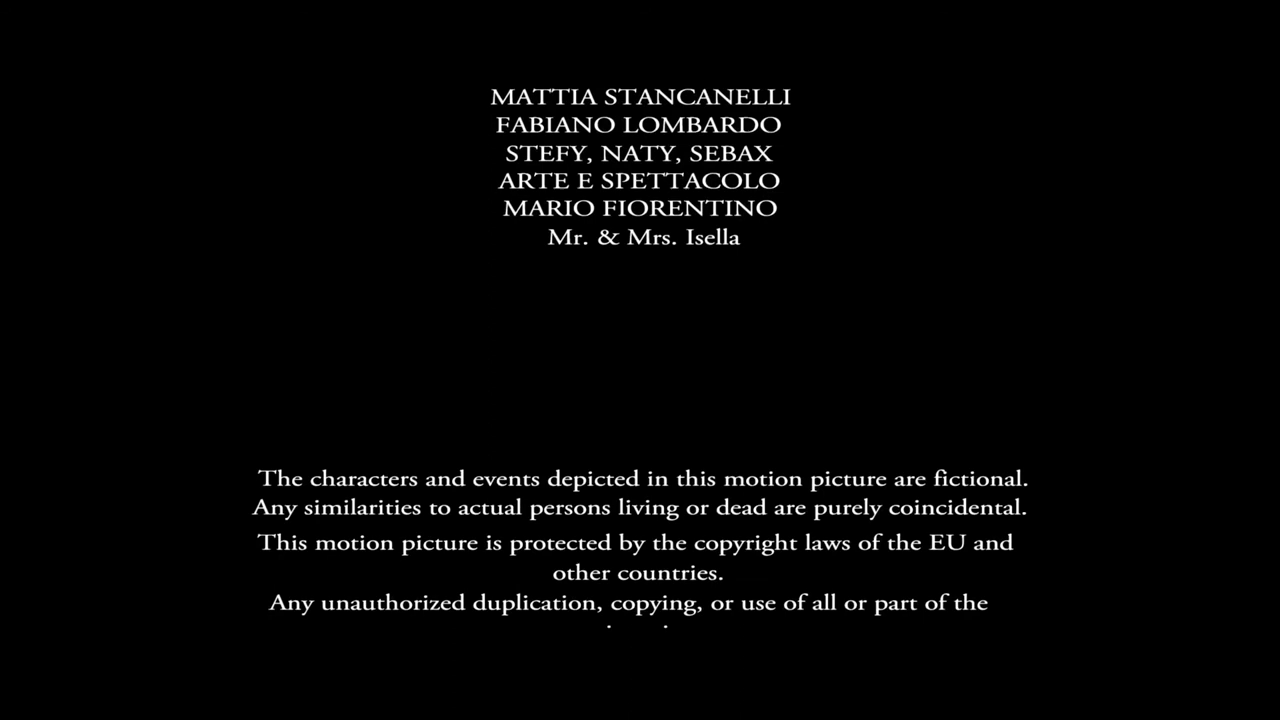 MATTIA STANCANELLI
FABIANO LOMBARDO
STEFY, NATY, SEBAX
ARTE E SPETTACOLO
MARIO FIORENTINO
Mr. & Mrs. Isella
The characters and events depicted in this motion picture are fictional.
Any similarities to actual persons living or dead are purely coincidental.
This motion picture is protected by the copyright laws of the EU and
other countries.
Any unauthorized duplication, copying, or use of all or part of the